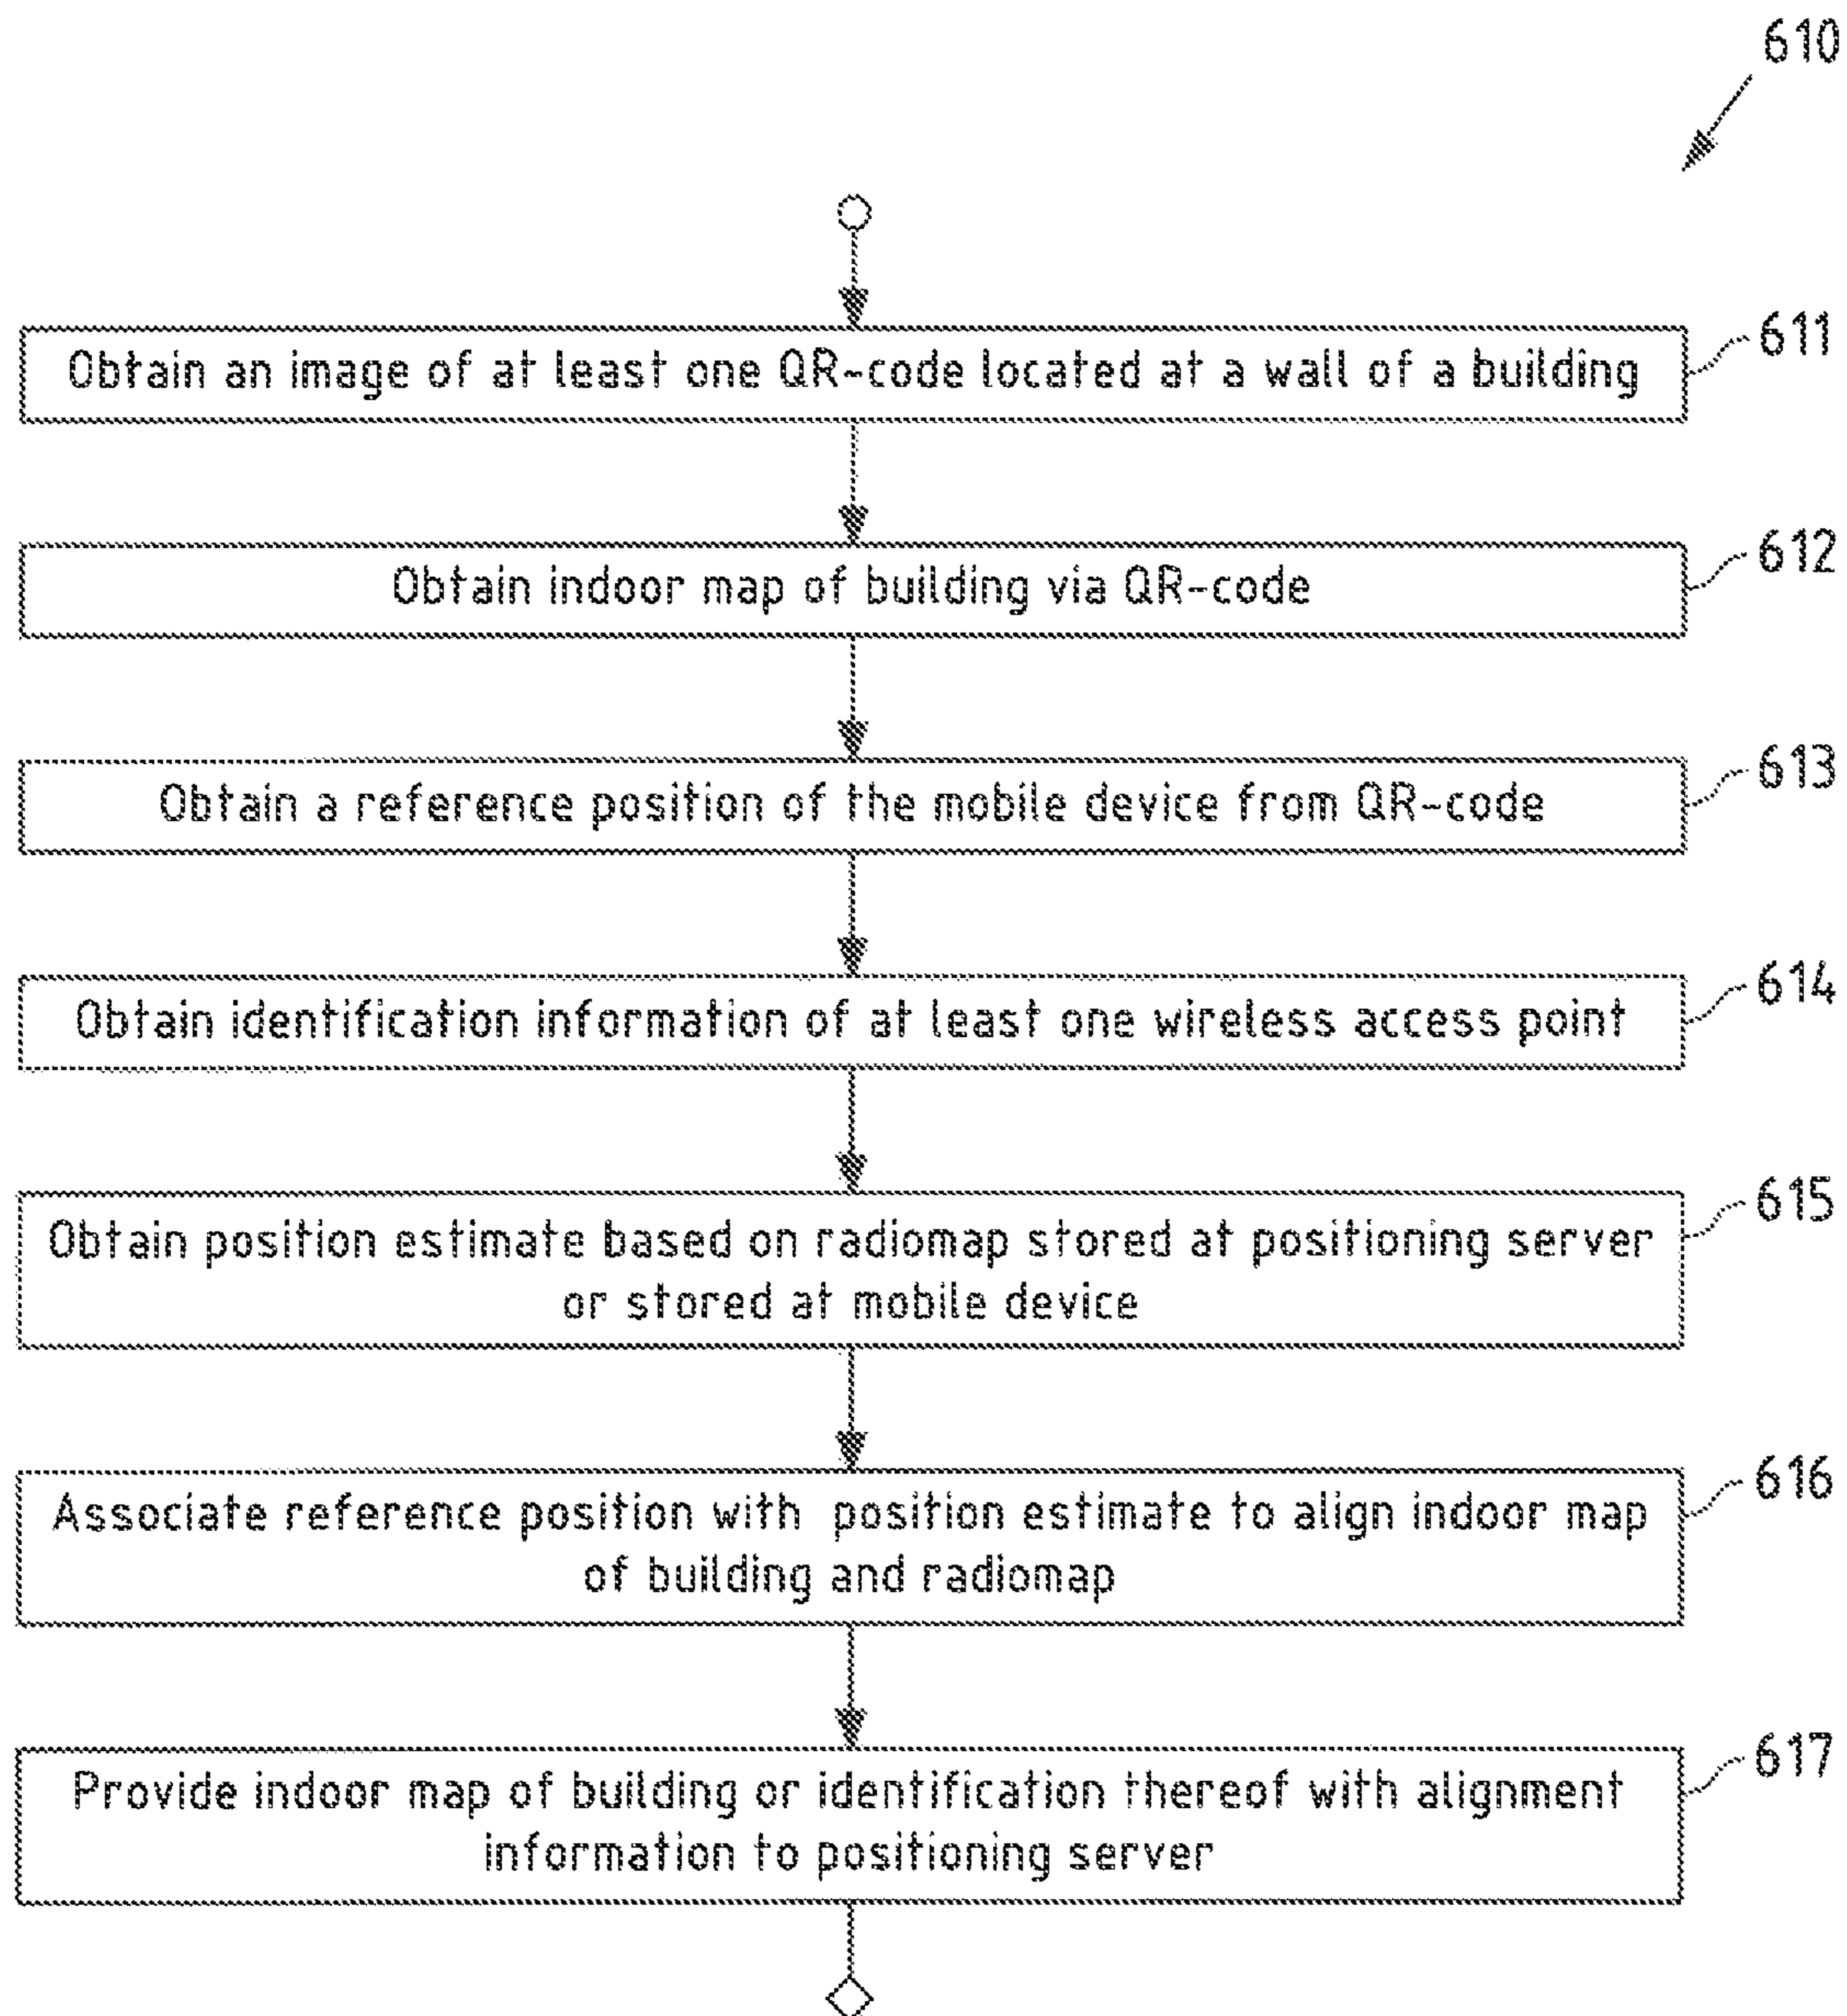 610
Obtain an image of at least one QR-code located at a wall of a building
611
Obtain indoor map of building via QR-code
612
Obtain a reference position of the mobile device from QR-code
613
Obtain identification information of at least one wireless access point
614
Obtain position estimate based on radiomap stored at positioning server
or stored at mobile device
615
Associate reference position with position estimate to align indoor map
of building and radiomap
616
Provide indoor map of building or identification thereof with alignment
information to positioning server
617